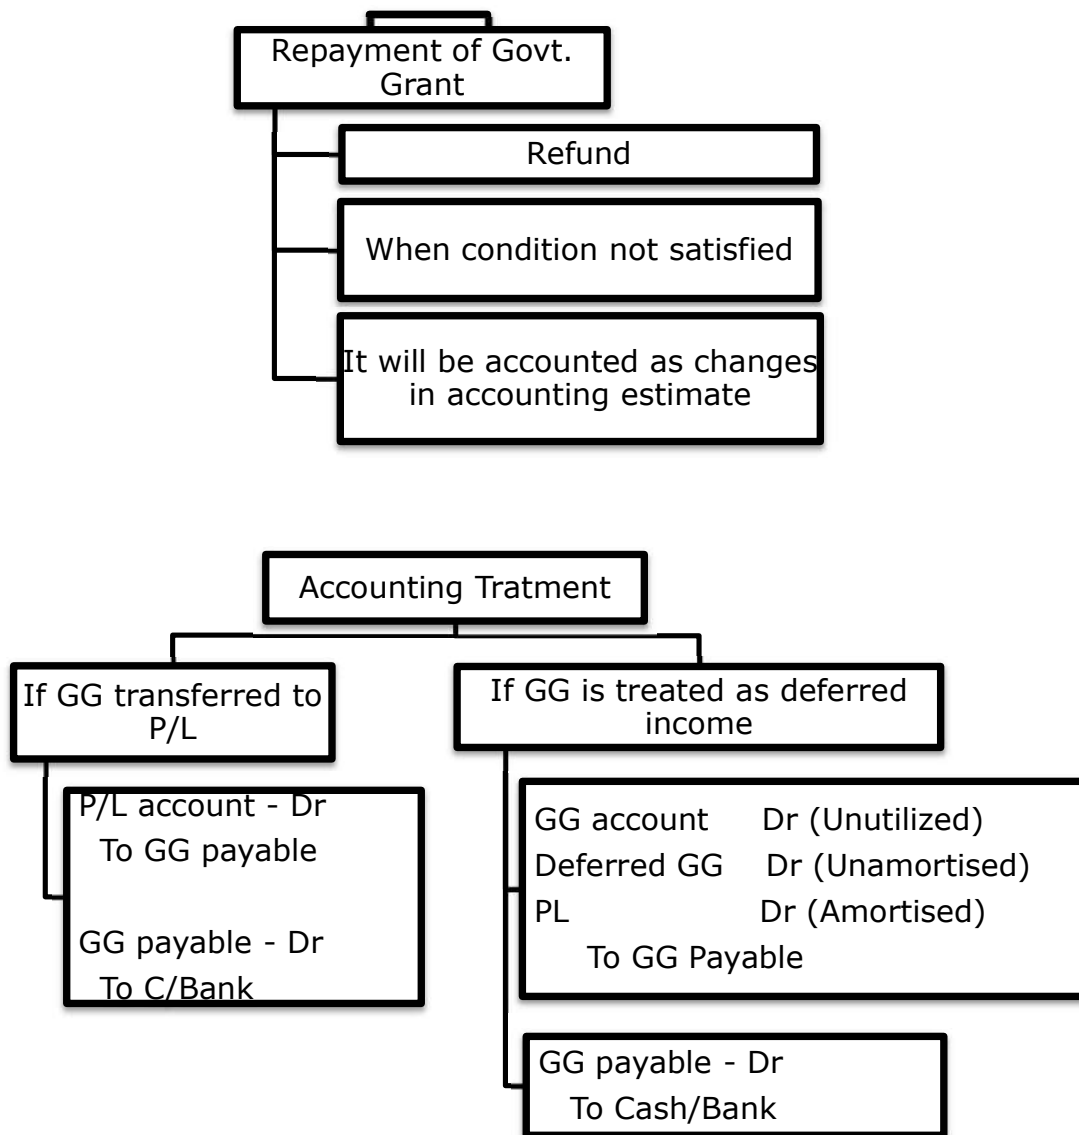 Repayment of Govt.
Grant
Refund
When condition not satisfied
It will be accounted as changes
in accounting estimate
Accounting Tratment
If GG transferred to
P/L
P/L account - Dr
To GG payable
GG payable - Dr
To C/Bank
If GG is treated as deferred
income
GG account Dr (Unutilized)
Deferred GG Dr (Unamortised)
PL Dr (Amortised)
To GG Payable
GG payable - Dr
To Cash/Bank